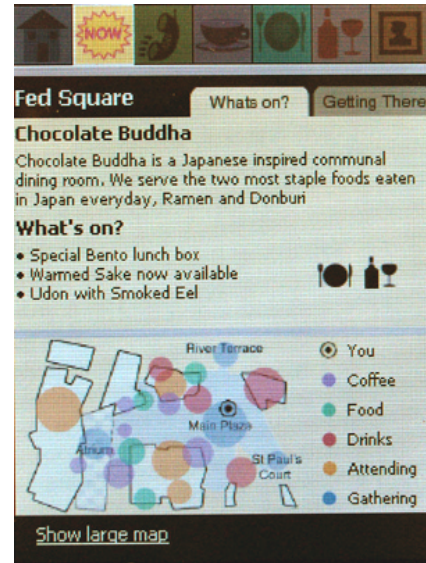 NOW
Fed Square
Whats on?
Getting There
Chocolate Buddha
Chocolate Buddha is a Japanese inspired communal
dining room. We serve the two most staple foods eaten
in Japan everyday, Ramen and Donburi
What's on?
• Special Bento lunch box
• Warmed Sake now available
• Udon with Smoked Eel
River Terrace
Main Plaza
Atrium
St Paul's
Court
You
Coffee
Food
Drinks
Attending
Gathering
Show large map